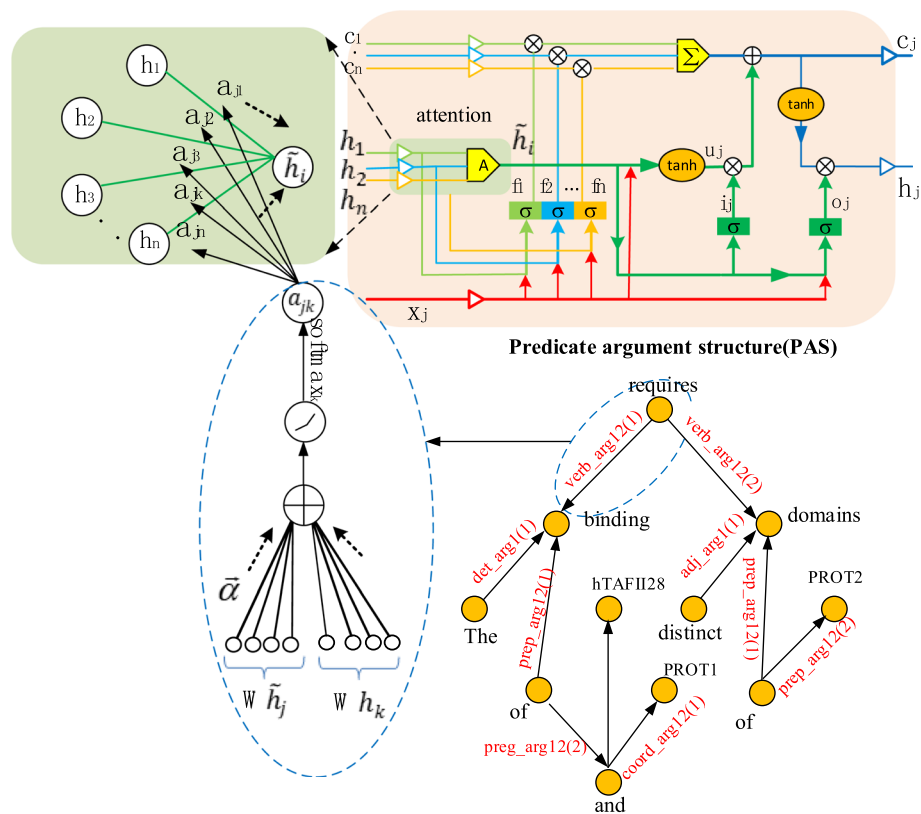 h1
h2
h3
.
hn
aj1
aj2
aj3
ajk
ajn
h̃i
C1
.
Cn
attention
h1
h2
hn
A
h̃i
f1 f2 ... fn
σ σ σ
Σ
tanh
uj
ij
σ
oj
σ
tanh
Cj
hj
Xj
ajk
softmaxk
α⃗
W h̃j
W hk
Predicate argument structure(PAS)
requires
verb_arg12(1)
verb_arg12(2)
binding
domains
det_arg1(1)
adj_arg1(1)
prep_arg12(1)
hTAFII28
prep_arg12(1)
PROT2
The
distinct
prep_arg12(2)
PROT1
of
of
preg_arg12(2)
coord_arg12(1)
and